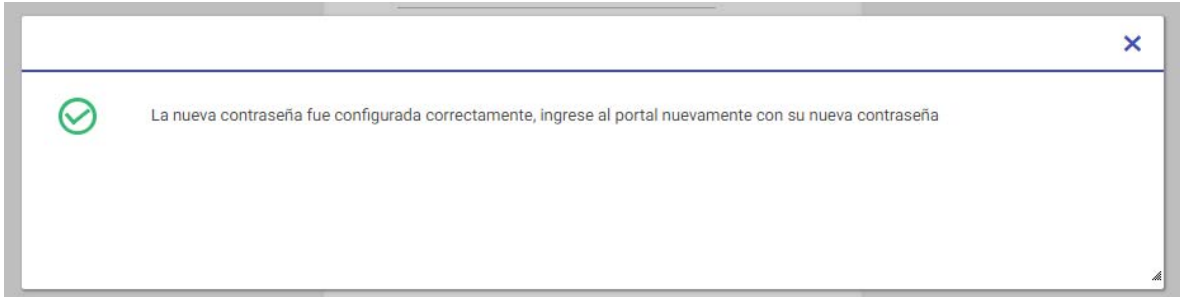 La nueva contraseña fue configurada correctamente, ingrese al portal nuevamente con su nueva contraseña